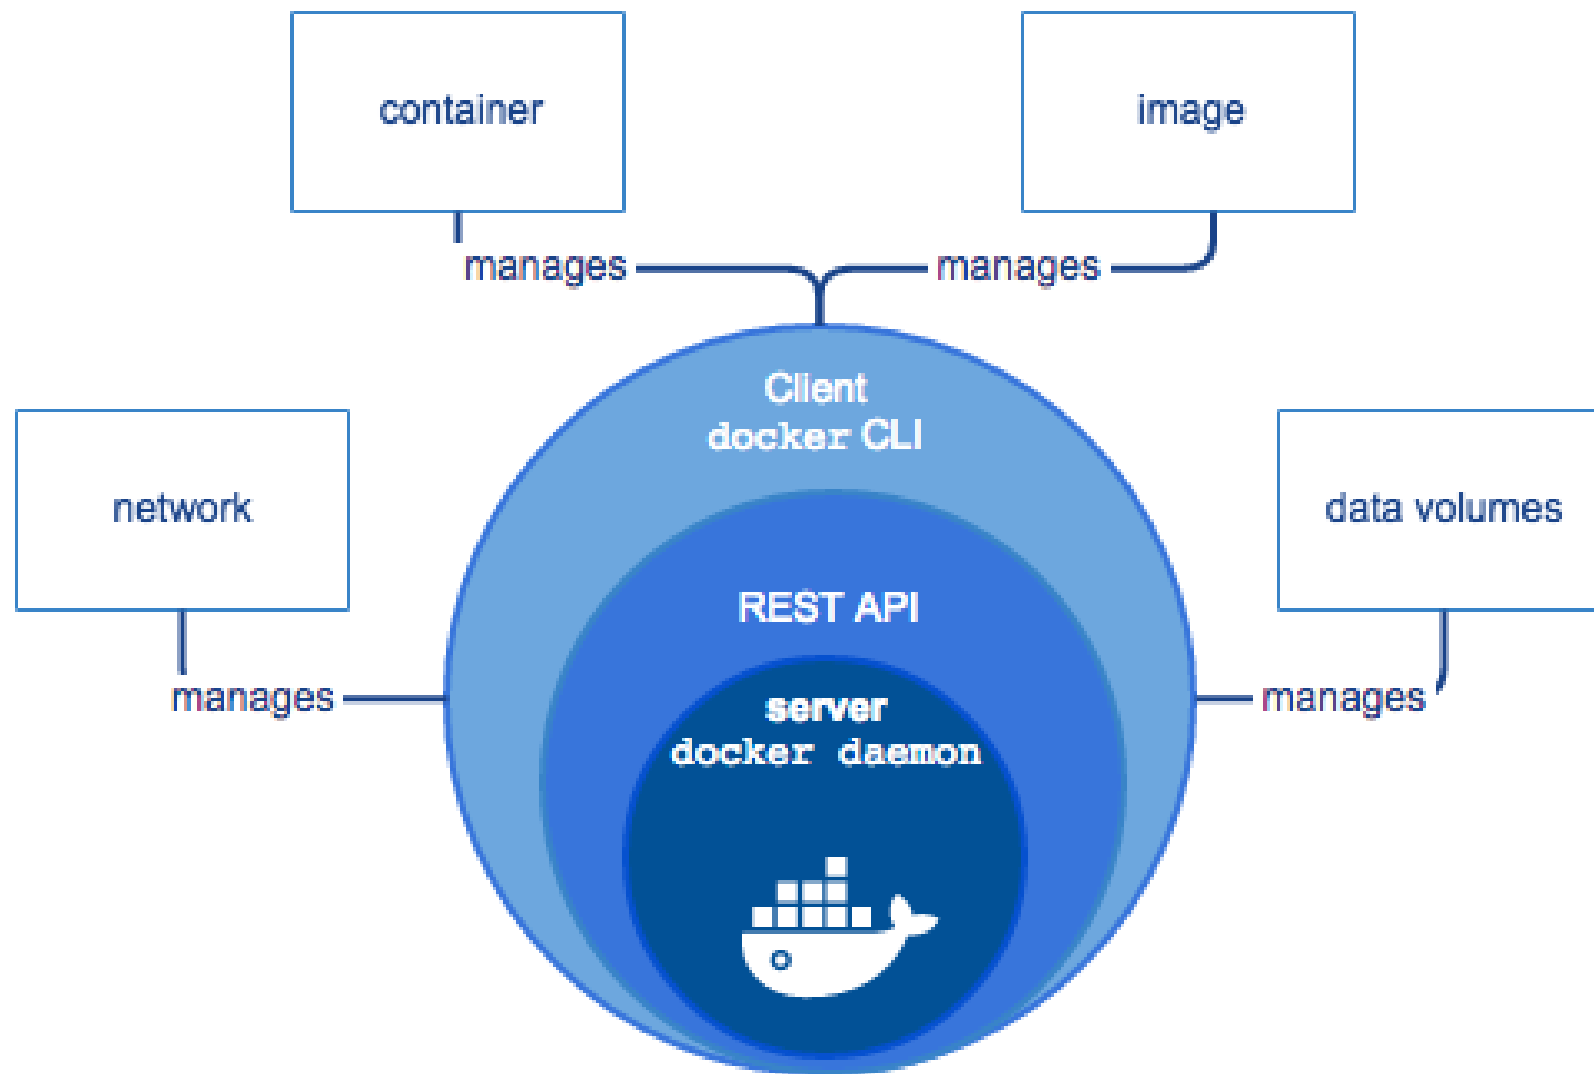 container
image
manages
manages
Client
docker CLI
network
data volumes
REST API
manages
manages
server
docker daemon